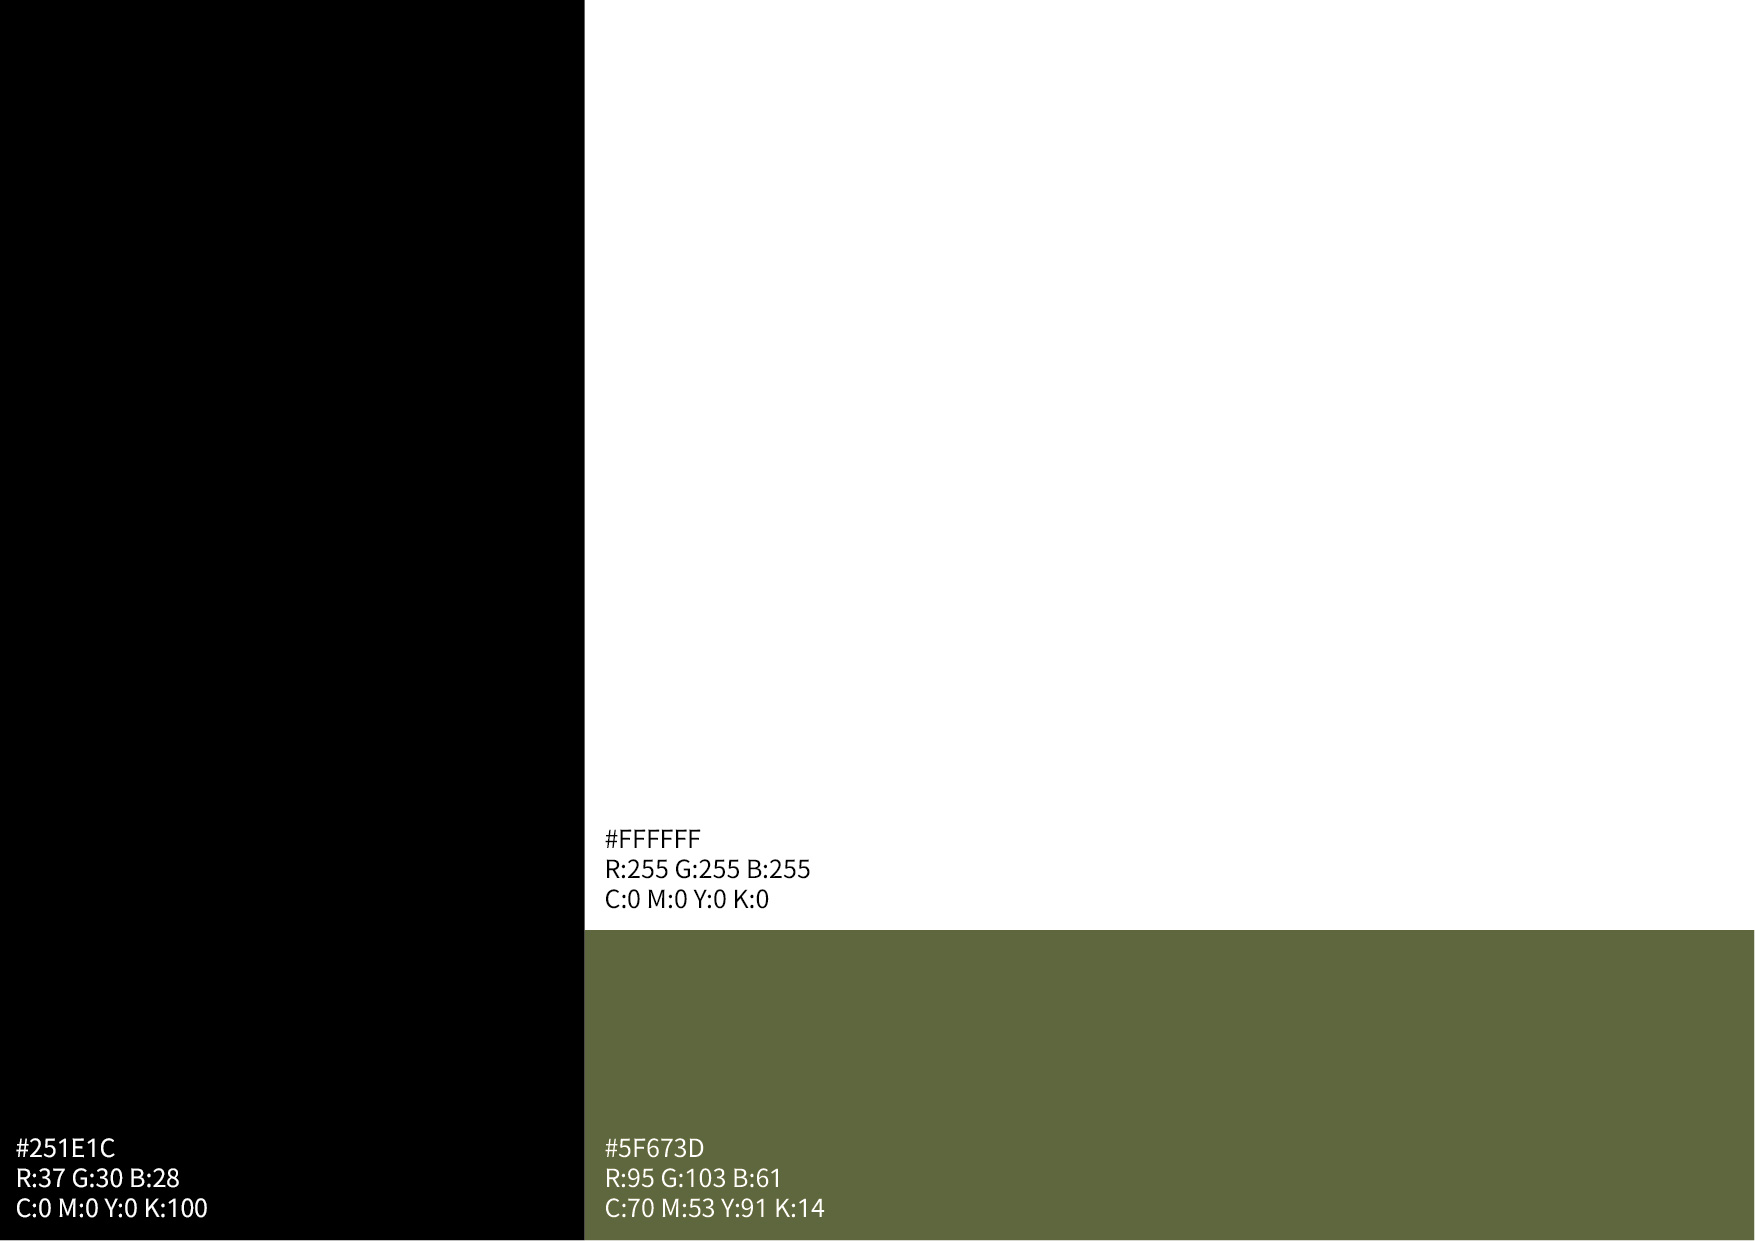 #FFFFFF
R:255 G:255 B:255
C:0 M:0 Y:0 K:0
#251E1C
R:37 G:30 B:28
C:0 M:0 Y:0 K:100
#5F673D
R:95 G:103 B:61
C:70 M:53 Y:91 K:14